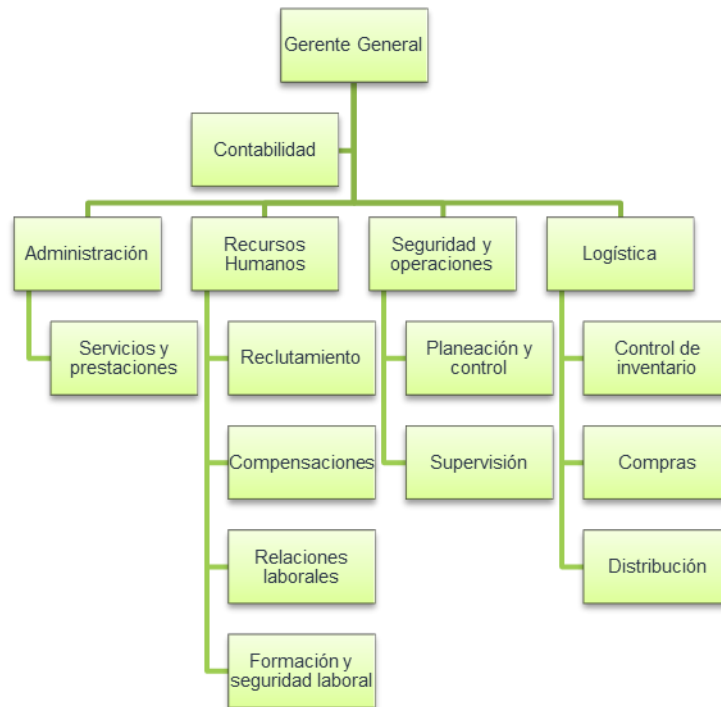 Gerente General
Contabilidad
Administración
Recursos
Humanos
Seguridad y
operaciones
Logística
Servicios y
prestaciones
Reclutamiento
Planeación y
control
Control de
inventario
Compensaciones
Supervisión
Compras
Relaciones
laborales
Distribución
Formación y
seguridad laboral